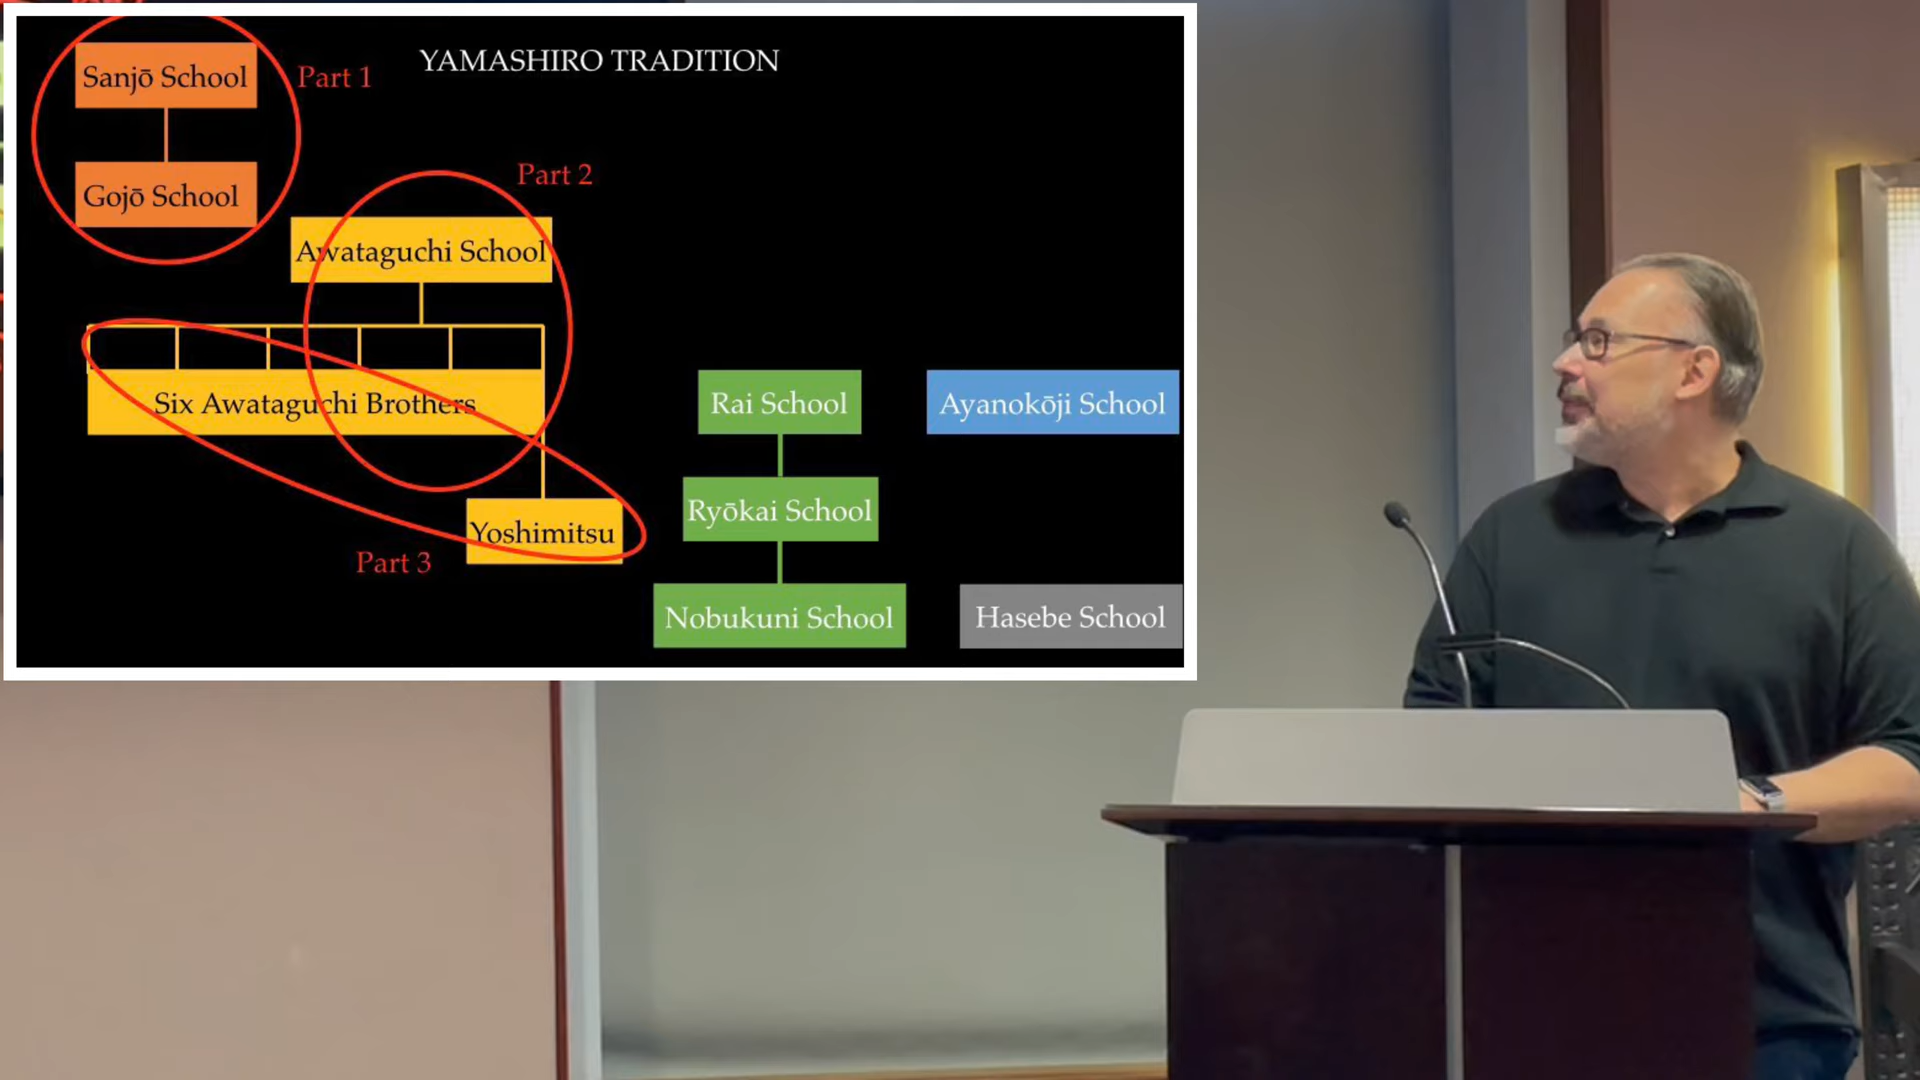 YAMASHIRO TRADITION
Sanjō School
Part 1
Gojō School
Part 2
Awataguchi School
Six Awataguchi Brothers
Yoshimitsu
Part 3
Rai School
Ayanokōji School
Ryōkai School
Nobukuni School
Hasebe School